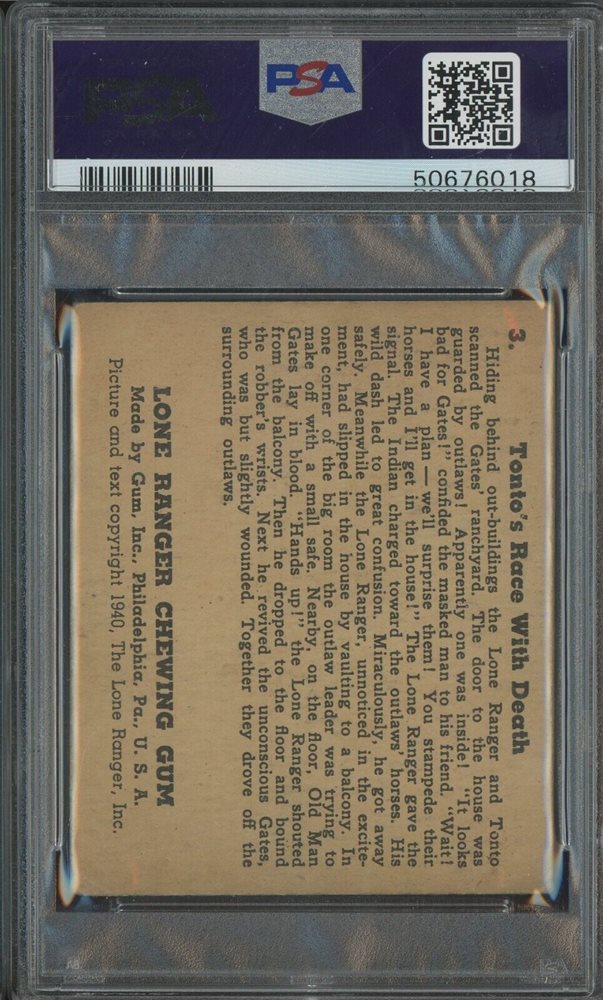 PSA
50676018
3. Tonto's Race With Death
Hiding behind out-buildings the Lone Ranger and Tonto
scanned the Gates' ranchyard. The door to the house was
guarded by outlaws! Apparently one was inside! "It looks
bad for Gates!" confided the masked man to his friend. "Wait!
I have a plan — we'll surprise them! You stampede their
horses and I'll get in the house!" The Lone Ranger gave the
signal. The Indian charged toward the outlaws' horses. His
wild dash led to great confusion. Miraculously, he got away
safely. Meanwhile the Lone Ranger, unnoticed in the excite-
ment, had slipped in the house by vaulting to a balcony. In
one corner of the big room the outlaw leader was trying to
make off with a small safe. Nearby, on the floor, Old Man
Gates lay in blood. "Hands up!" the Lone Ranger shouted
from the balcony. Then he dropped to the floor and bound
the robber's wrists. Next he revived the unconscious Gates,
who was but slightly wounded. Together they drove off the
surrounding outlaws.
LONE RANGER CHEWING GUM
Made by Gum, Inc., Philadelphia, Pa., U. S. A.
Picture and text copyright 1940, The Lone Ranger, Inc.